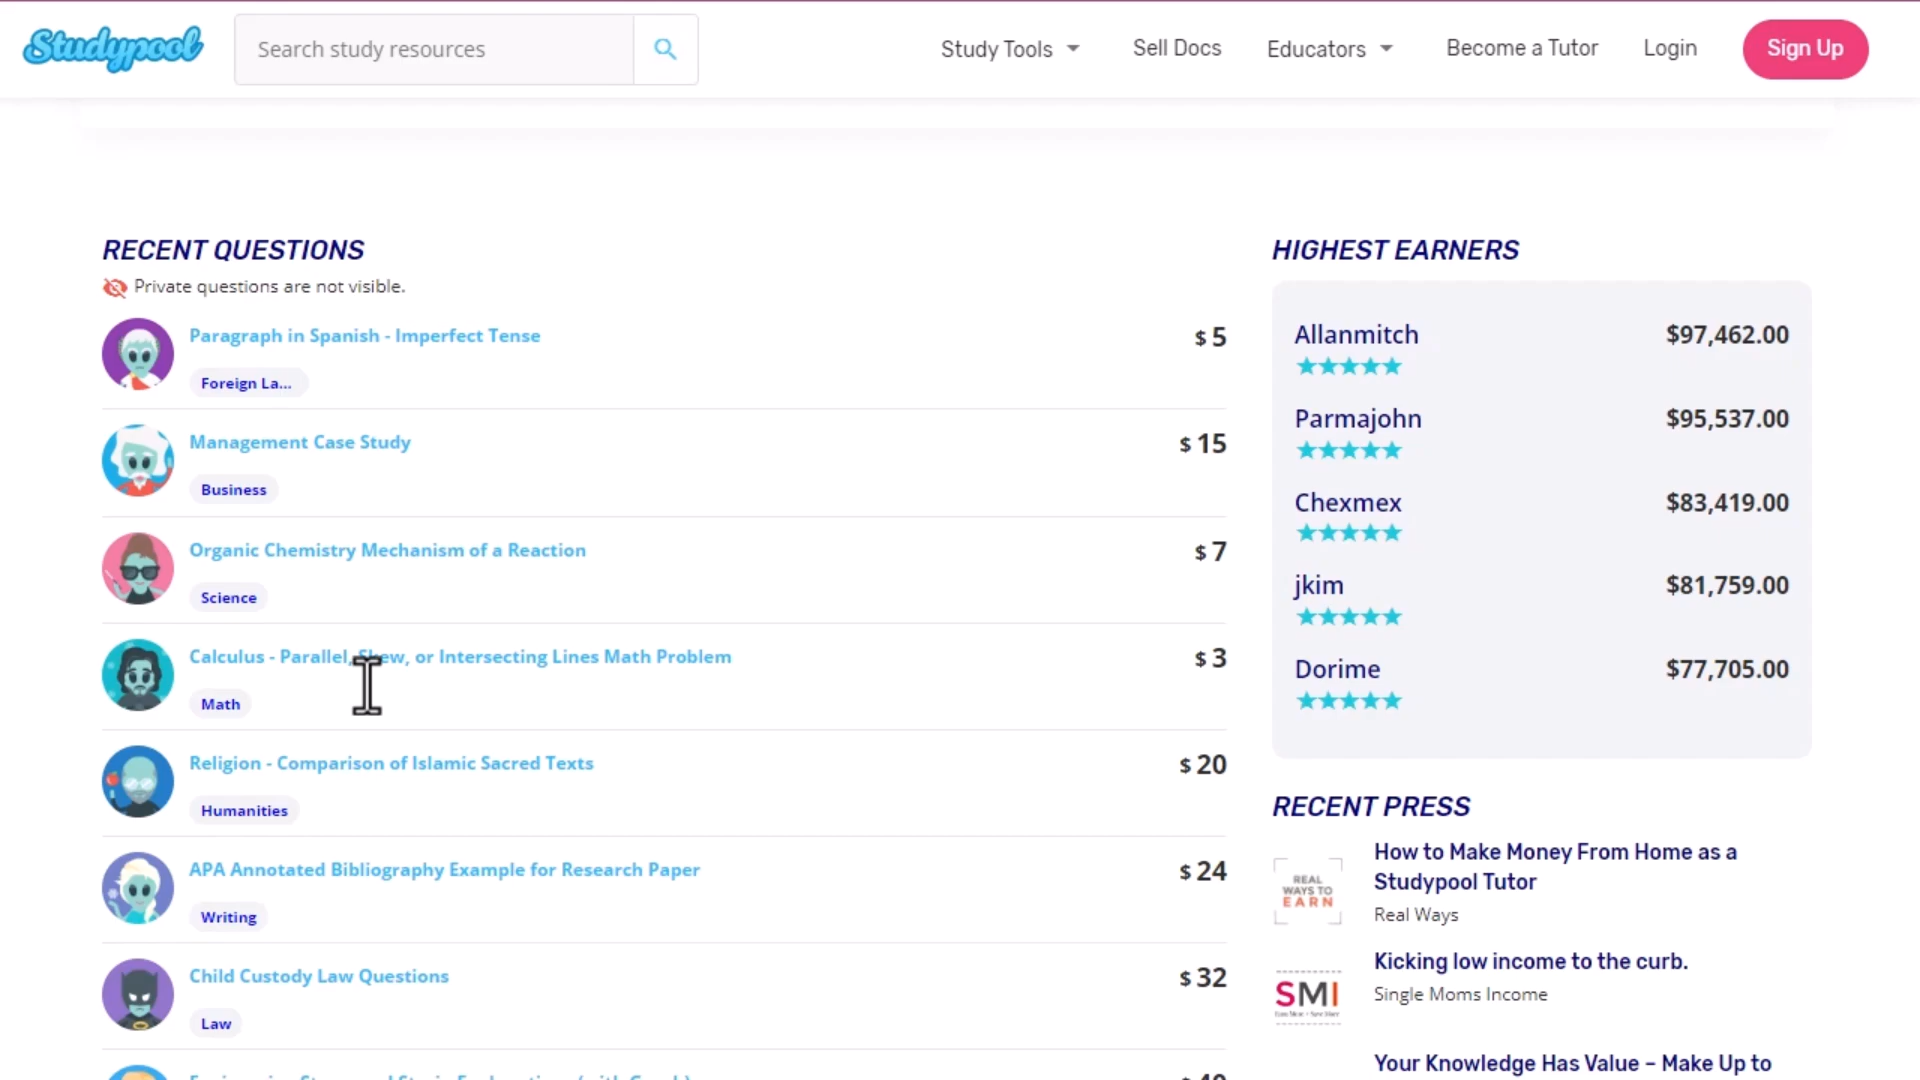 Studypool
Search study resources
Study Tools
Sell Docs
Educators
Become a Tutor
Login
Sign Up
RECENT QUESTIONS
Private questions are not visible.
Paragraph in Spanish - Imperfect Tense
$ 5
Foreign La...
Management Case Study
$ 15
Business
Organic Chemistry Mechanism of a Reaction
$ 7
Science
Calculus - Parallel, Skew, or Intersecting Lines Math Problem
$ 3
Math
Religion - Comparison of Islamic Sacred Texts
$ 20
Humanities
APA Annotated Bibliography Example for Research Paper
$ 24
Writing
Child Custody Law Questions
$ 32
Law
HIGHEST EARNERS
Allanmitch
$97,462.00
Parmajohn
$95,537.00
Chexmex
$83,419.00
jkim
$81,759.00
Dorime
$77,705.00
RECENT PRESS
REAL
WAYS TO
EARN
How to Make Money From Home as a
Studypool Tutor
Real Ways
SMI
Kicking low income to the curb.
Single Moms Income
Your Knowledge Has Value – Make Up to